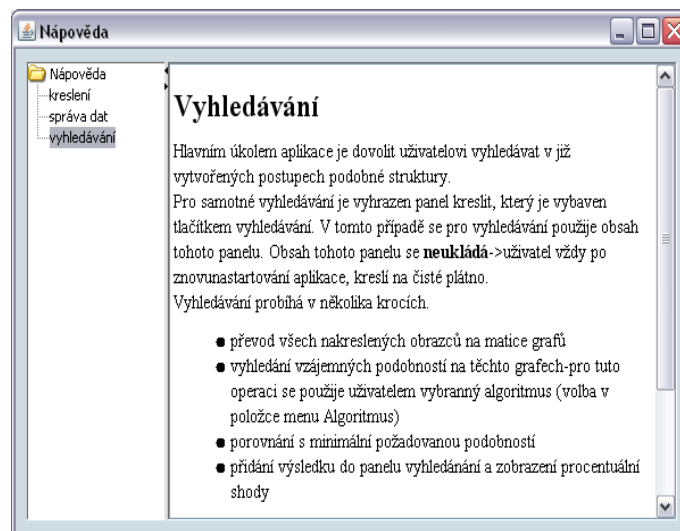 Nápověda
Nápověda
kreslení
správa dat
vyhledávání
Vyhledávání
Hlavním úkolem aplikace je dovolit uživatelovi vyhledávat v již
vytvořených postupech podobné struktury.
Pro samotné vyhledávání je vyhrazen panel kreslit, který je vybaven
tlačítkem vyhledávání. V tomto případě se pro vyhledávání použije obsah
tohoto panelu. Obsah tohoto panelu se neukládá->uživatel vždy po
znovunastartování aplikace, kreslí na čisté plátno.
Vyhledávání probíhá v několika krocích.
● převod všech nakreslených obrazců na matice grafů
● vyhledání vzájemných podobností na těchto grafech-pro tuto
operaci se použije uživatelem vybranný algoritmus (volba v
položce menu Algoritmus)
● porovnání s minimální požadovanou podobností
● přidání výsledku do panelu vyhledánání a zobrazení procentuální
shody